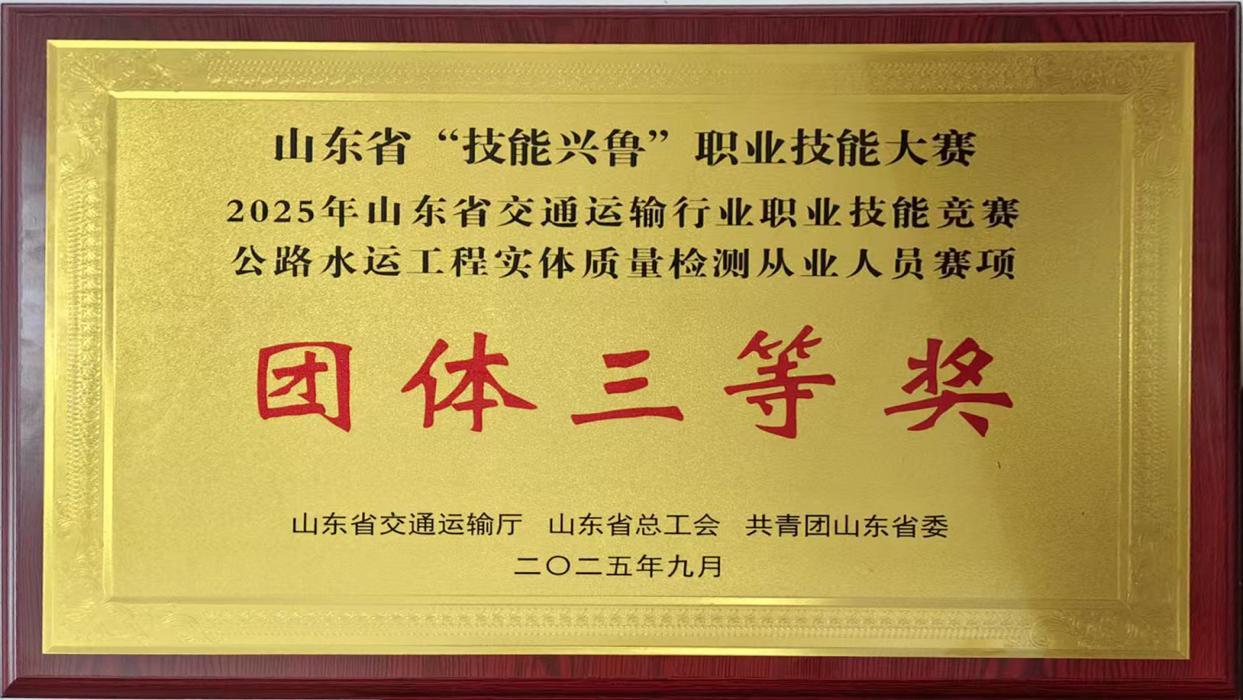 山东省“技能兴鲁”职业技能大赛
2025年山东省交通运输行业职业技能竞赛
公路水运工程实体质量检测从业人员赛项
团体三等奖
山东省交通运输厅 山东省总工会 共青团山东省委
二〇二五年九月